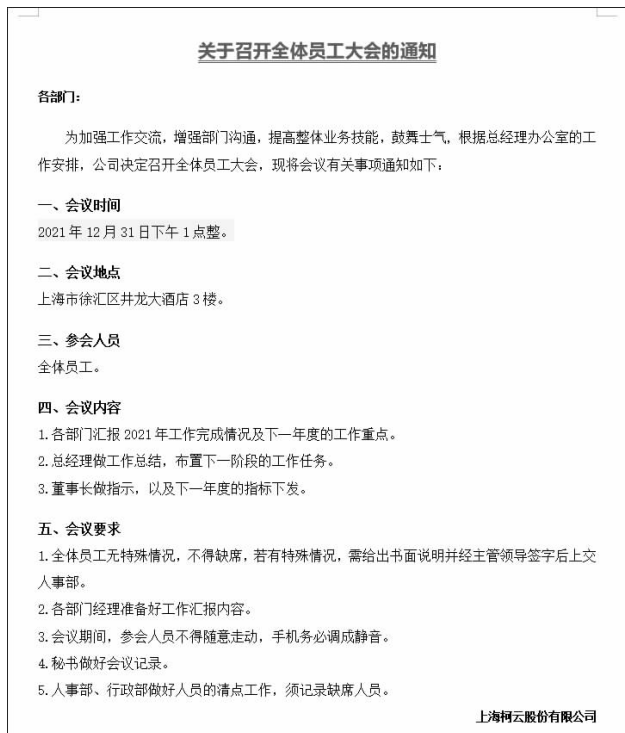 关于召开全体员工大会的通知
各部门：
为加强工作交流，增强部门沟通，提高整体业务技能，鼓舞士气，根据总经理办公室的工
作安排，公司决定召开全体员工大会，现将会议有关事项通知如下：
一、会议时间
2021年12月31日下午1点整。
二、会议地点
上海市徐汇区井龙大酒店3楼。
三、参会人员
全体员工。
四、会议内容
1.各部门汇报2021年工作完成情况及下一年度的工作重点。
2.总经理做工作总结，布置下一阶段的工作任务。
3.董事长做指示，以及下一年度的指标下发。
五、会议要求
1.全体员工无特殊情况，不得缺席，若有特殊情况，需给出书面说明并经主管领导签字后上交
人事部。
2.各部门经理准备好工作汇报内容。
3.会议期间，参会人员不得随意走动，手机务必调成静音。
4.秘书做好会议记录。
5.人事部、行政部做好人员的清点工作，须记录缺席人员。
上海柯云股份有限公司